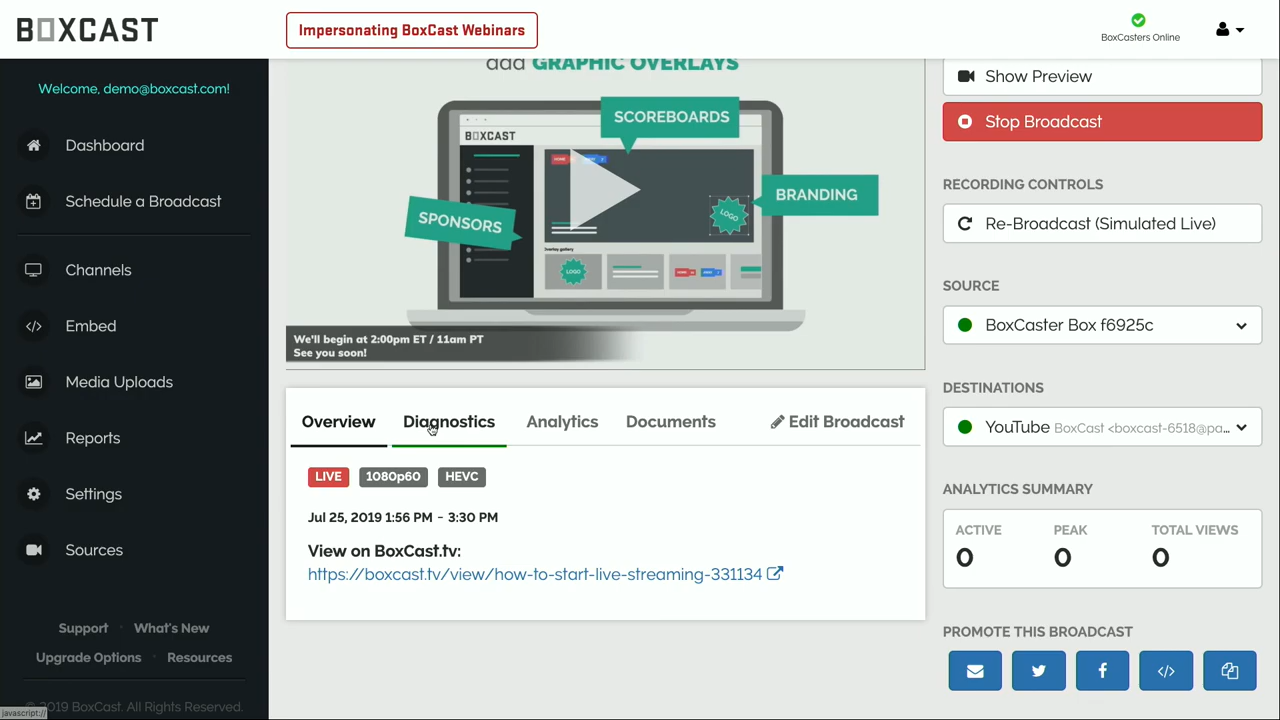 BOXCAST
Impersonating BoxCast Webinars
BoxCasters Online
Welcome, demo@boxcast.com!
Dashboard
Schedule a Broadcast
Channels
Embed
Media Uploads
Reports
Settings
Sources
Support · What's New
Upgrade Options · Resources
© 2019 BoxCast. All Rights Reserved.
javascript://
add GRAPHIC OVERLAYS
SCOREBOARDS
BOXCAST
HOME
BRANDING
SPONSORS
LOGO
Overlay gallery
LOGO
We'll begin at 2:00pm ET / 11am PT
See you soon!
Overview
Diagnostics
Analytics
Documents
Edit Broadcast
LIVE
1080p60
HEVC
Jul 25, 2019 1:56 PM - 3:30 PM
View on BoxCast.tv:
https://boxcast.tv/view/how-to-start-live-streaming-331134
Show Preview
Stop Broadcast
RECORDING CONTROLS
Re-Broadcast (Simulated Live)
SOURCE
BoxCaster Box f6925c
DESTINATIONS
YouTube BoxCast <boxcast-6518@pa...
ANALYTICS SUMMARY
ACTIVE
PEAK
TOTAL VIEWS
0
0
0
PROMOTE THIS BROADCAST